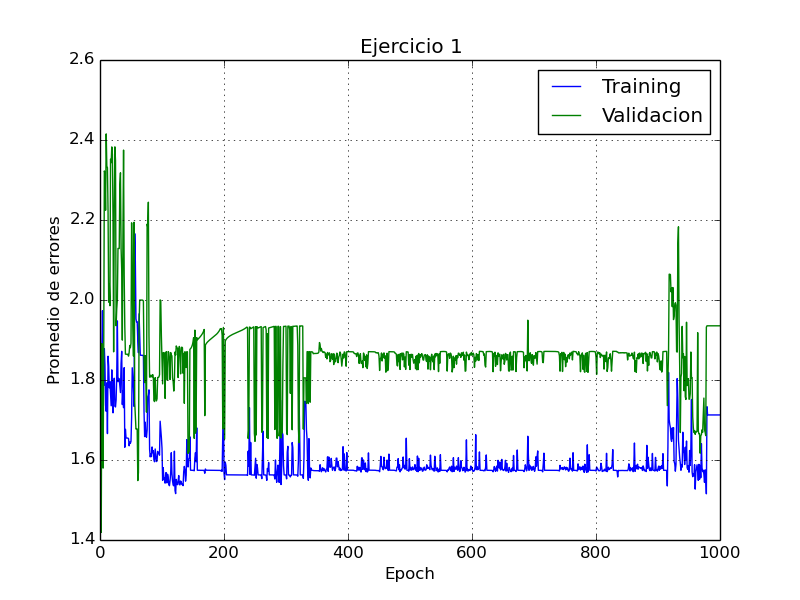 Ejercicio 1
2.6
2.4
2.2
2.0
1.8
1.6
1.4
Promedio de errores
Training
Validacion
0
200
400
600
800
1000
Epoch